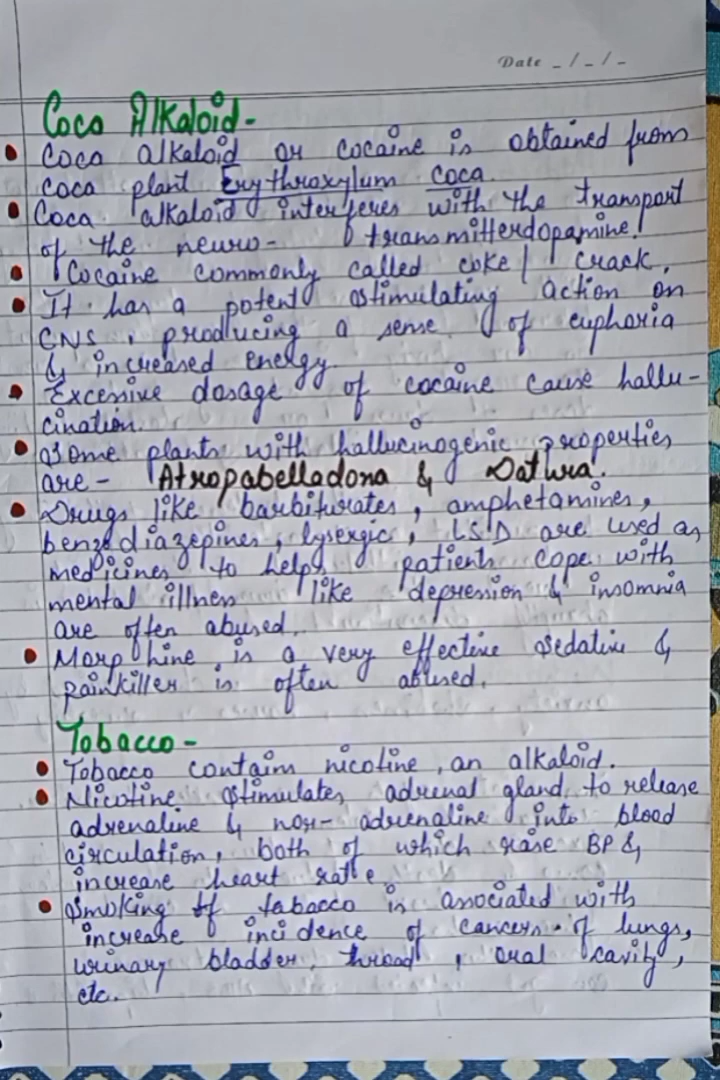 Date _/_/_
Coca Alkaloid-
Coca alkaloid or cocaine is obtained from
coca plant Erythroxylum coca.
Coca alkaloid interferes with the transport
of the neuro- transmitterdopamine.
Cocaine commonly called coke/ crack.
It has a potent stimulating action on
CNS, producing a sense of euphoria
& increased energy.
Excessive dosage of cocaine cause hallu-
cination.
Some plants with hallucinogenic properties
are- Atropabelladona & Datura.
Drugs like barbiturates, amphetamines,
benzodiazepines, lysergic, LSD are used as
medicines to help patients cope with
mental illness like depression & insomnia
are often abused.
Morphine is a very effective sedative &
painkiller is often abused.
Tobacco-
Tobacco contains nicotine, an alkaloid.
Nicotine stimulates adrenal gland to release
adrenaline & nor-adrenaline into blood
circulation, both of which raise BP &
increase heart rate.
Smoking of tabacco is associated with
increase incidence of cancers of lungs,
urinary bladder, throat, oral cavity,
etc.